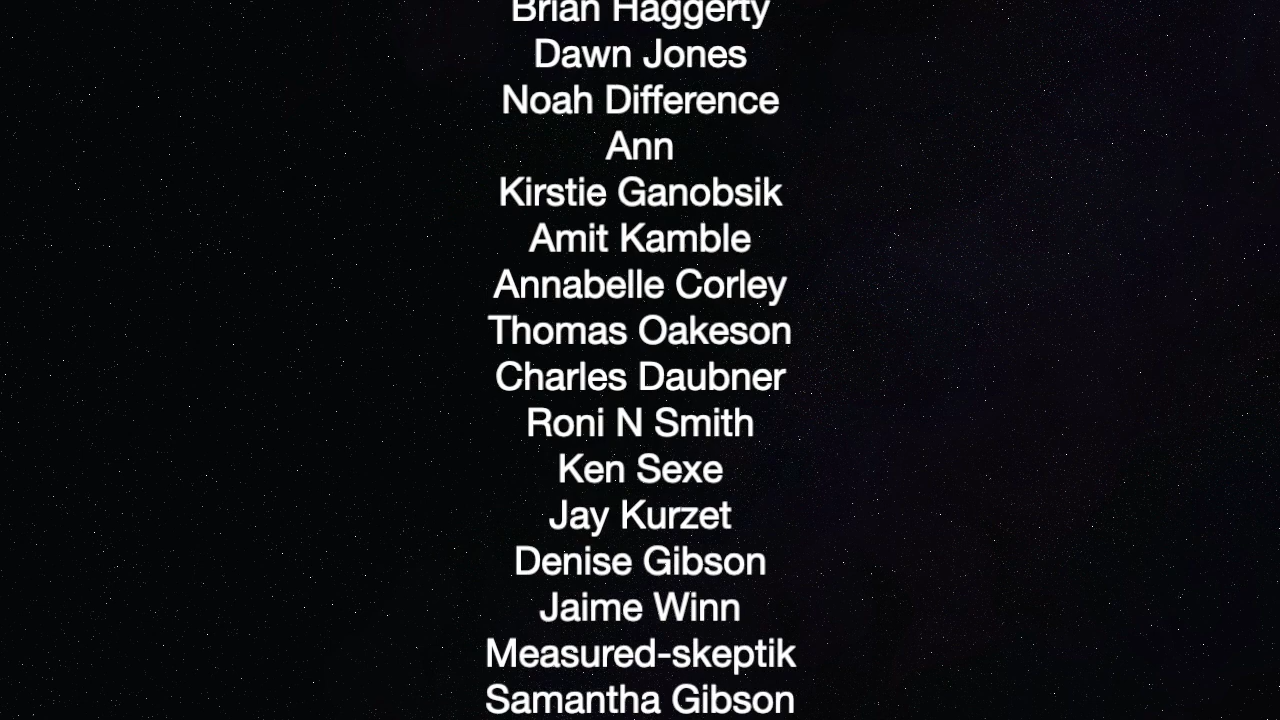 Brian Haggerty
Dawn Jones
Noah Difference
Ann
Kirstie Ganobsik
Amit Kamble
Annabelle Corley
Thomas Oakeson
Charles Daubner
Roni N Smith
Ken Sexe
Jay Kurzet
Denise Gibson
Jaime Winn
Measured-skeptik
Samantha Gibson